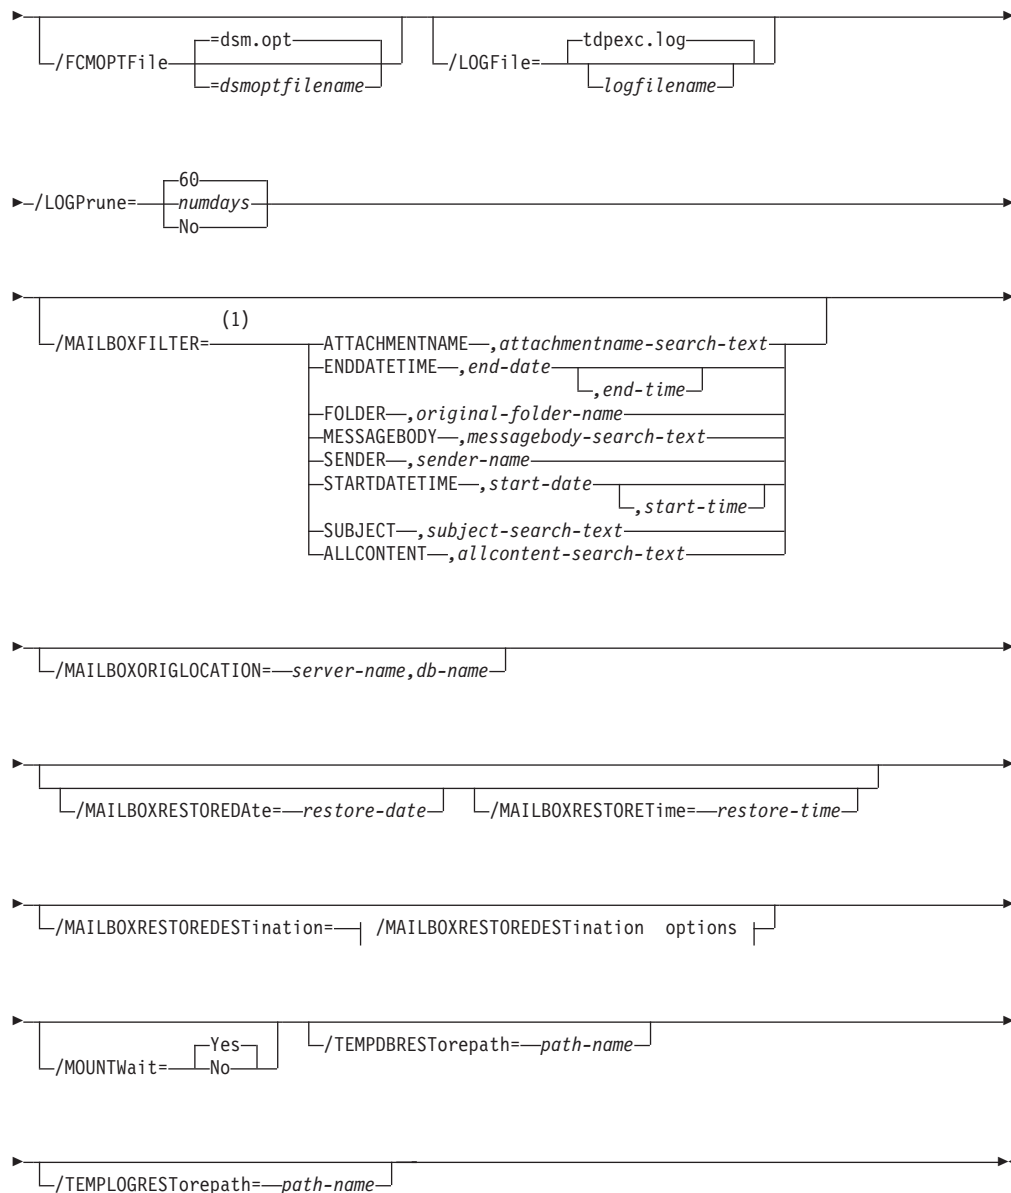 =dsm.opt tdpexc.log
/FCMOPTFile /LOGFile=
=dsmoptfilename logfilename
60
/LOGPrune= numdays
No
(1)
/MAILBOXFILTER= ATTACHMENTNAME ,attachmentname-search-text
ENDDATETIME ,end-date
,end-time
FOLDER ,original-folder-name
MESSAGEBODY ,messagebody-search-text
SENDER ,sender-name
STARTDATETIME ,start-date
,start-time
SUBJECT ,subject-search-text
ALLCONTENT ,allcontent-search-text
/MAILBOXORIGLOCATION= server-name,db-name
/MAILBOXRESTOREDAte= restore-date /MAILBOXRESTORETime= restore-time
/MAILBOXRESTOREDESTination= /MAILBOXRESTOREDESTination options
Yes /TEMPDBRESTorepath= path-name
/MOUNTWait= No
/TEMPLOGRESTorepath= path-name